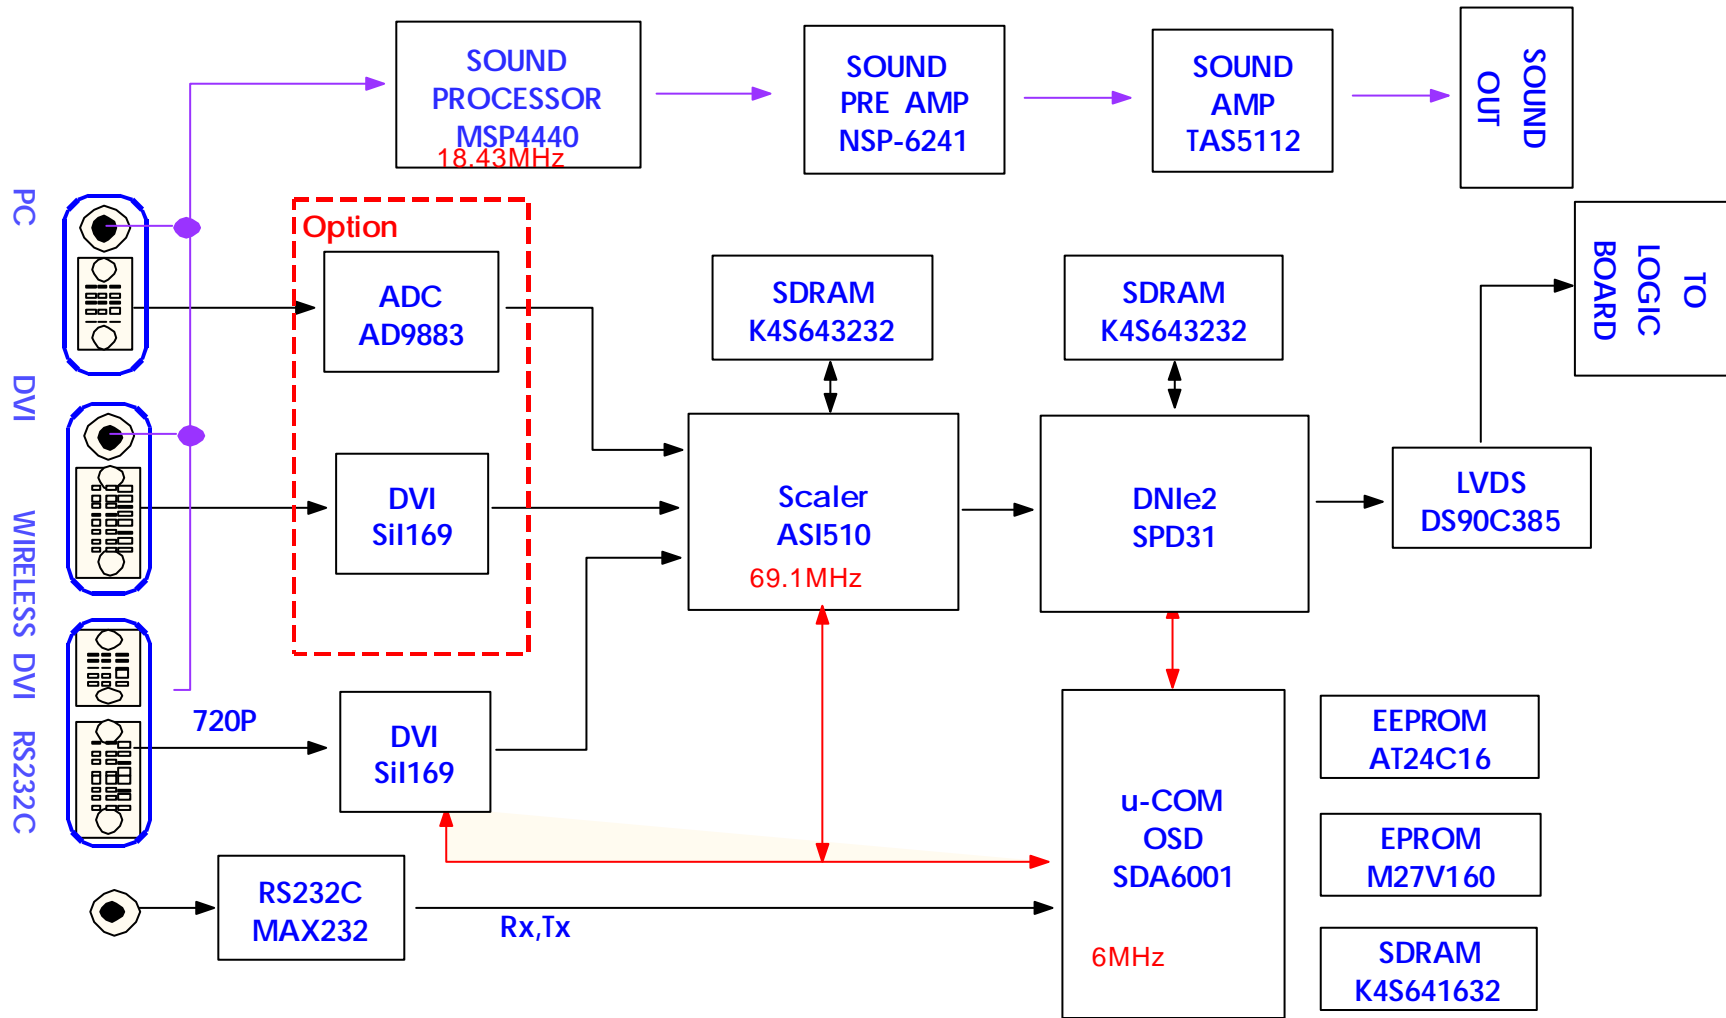 SOUND
PROCESSOR
MSP4440
18.43MHz
SOUND
PRE AMP
NSP-6241
SOUND
AMP
TAS5112
SOUND
OUT
PC
DVI
WIRELESS DVI
RS232C
Option
ADC
AD9883
DVI
SiI169
SDRAM
K4S643232
SDRAM
K4S643232
TO
LOGIC
BOARD
Scaler
ASI510
69.1MHz
DNIe2
SPD31
LVDS
DS90C385
720P
DVI
SiI169
u-COM
OSD
SDA6001
6MHz
EEPROM
AT24C16
EPROM
M27V160
SDRAM
K4S641632
RS232C
MAX232
Rx,Tx